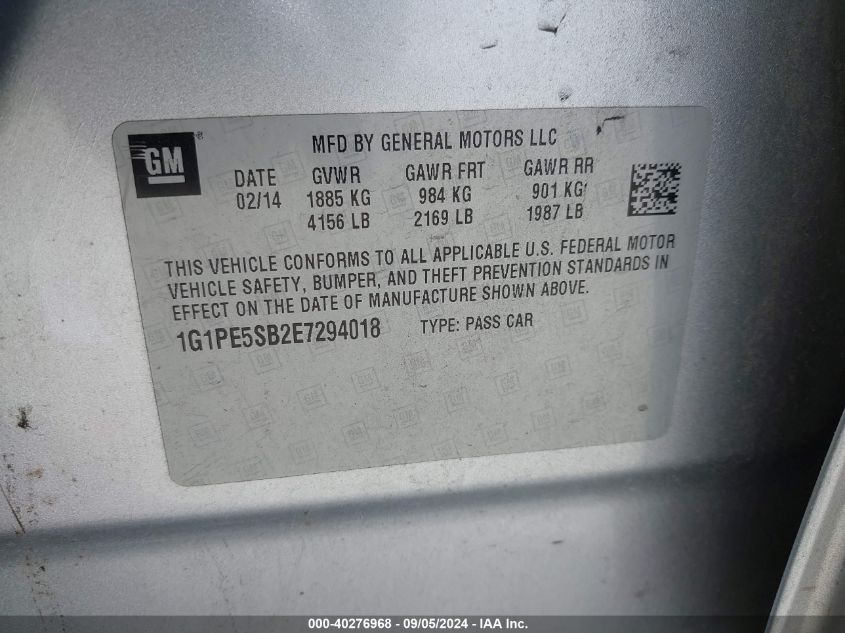 GM
MFD BY GENERAL MOTORS LLC
DATE GVWR GAWR FRT GAWR RR
02/14 1885 KG 984 KG 901 KG
4156 LB 2169 LB 1987 LB
THIS VEHICLE CONFORMS TO ALL APPLICABLE U.S. FEDERAL MOTOR
VEHICLE SAFETY, BUMPER, AND THEFT PREVENTION STANDARDS IN
EFFECT ON THE DATE OF MANUFACTURE SHOWN ABOVE.
1G1PE5SB2E7294018 TYPE: PASS CAR
000-40276968 - 09/05/2024 - IAA Inc.